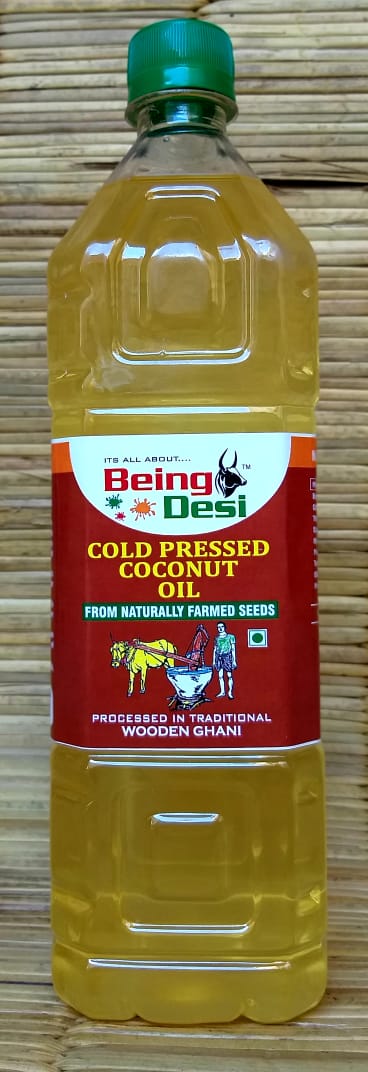 ITS ALL ABOUT....
Being
Desi
TM
COLD PRESSED
COCONUT
OIL
FROM NATURALLY FARMED SEEDS
PROCESSED IN TRADITIONAL
WOODEN GHANI